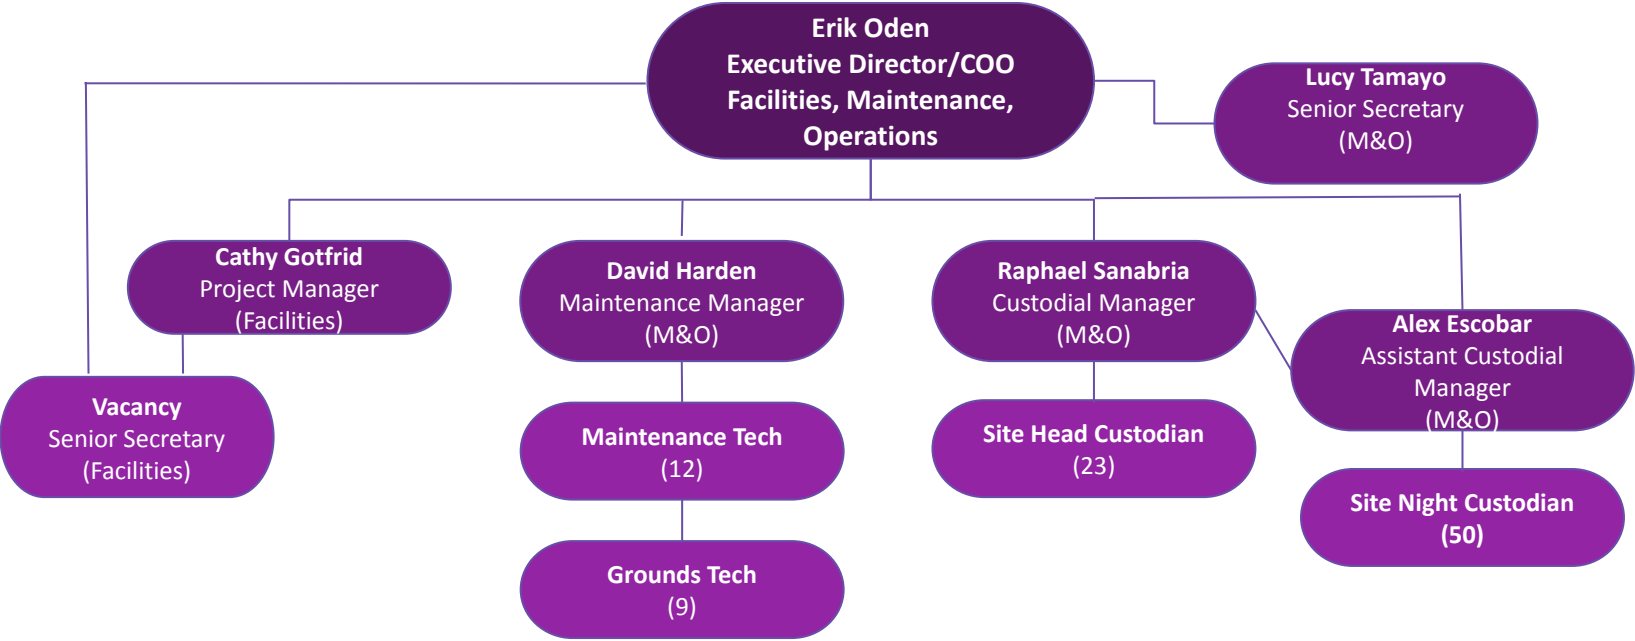 Erik Oden
Executive Director/COO
Facilities, Maintenance,
Operations
Lucy Tamayo
Senior Secretary
(M&O)
Cathy Gotfrid
Project Manager
(Facilities)
David Harden
Maintenance Manager
(M&O)
Raphael Sanabria
Custodial Manager
(M&O)
Alex Escobar
Assistant Custodial
Manager
(M&O)
Vacancy
Senior Secretary
(Facilities)
Maintenance Tech
(12)
Site Head Custodian
(23)
Site Night Custodian
(50)
Grounds Tech
(9)